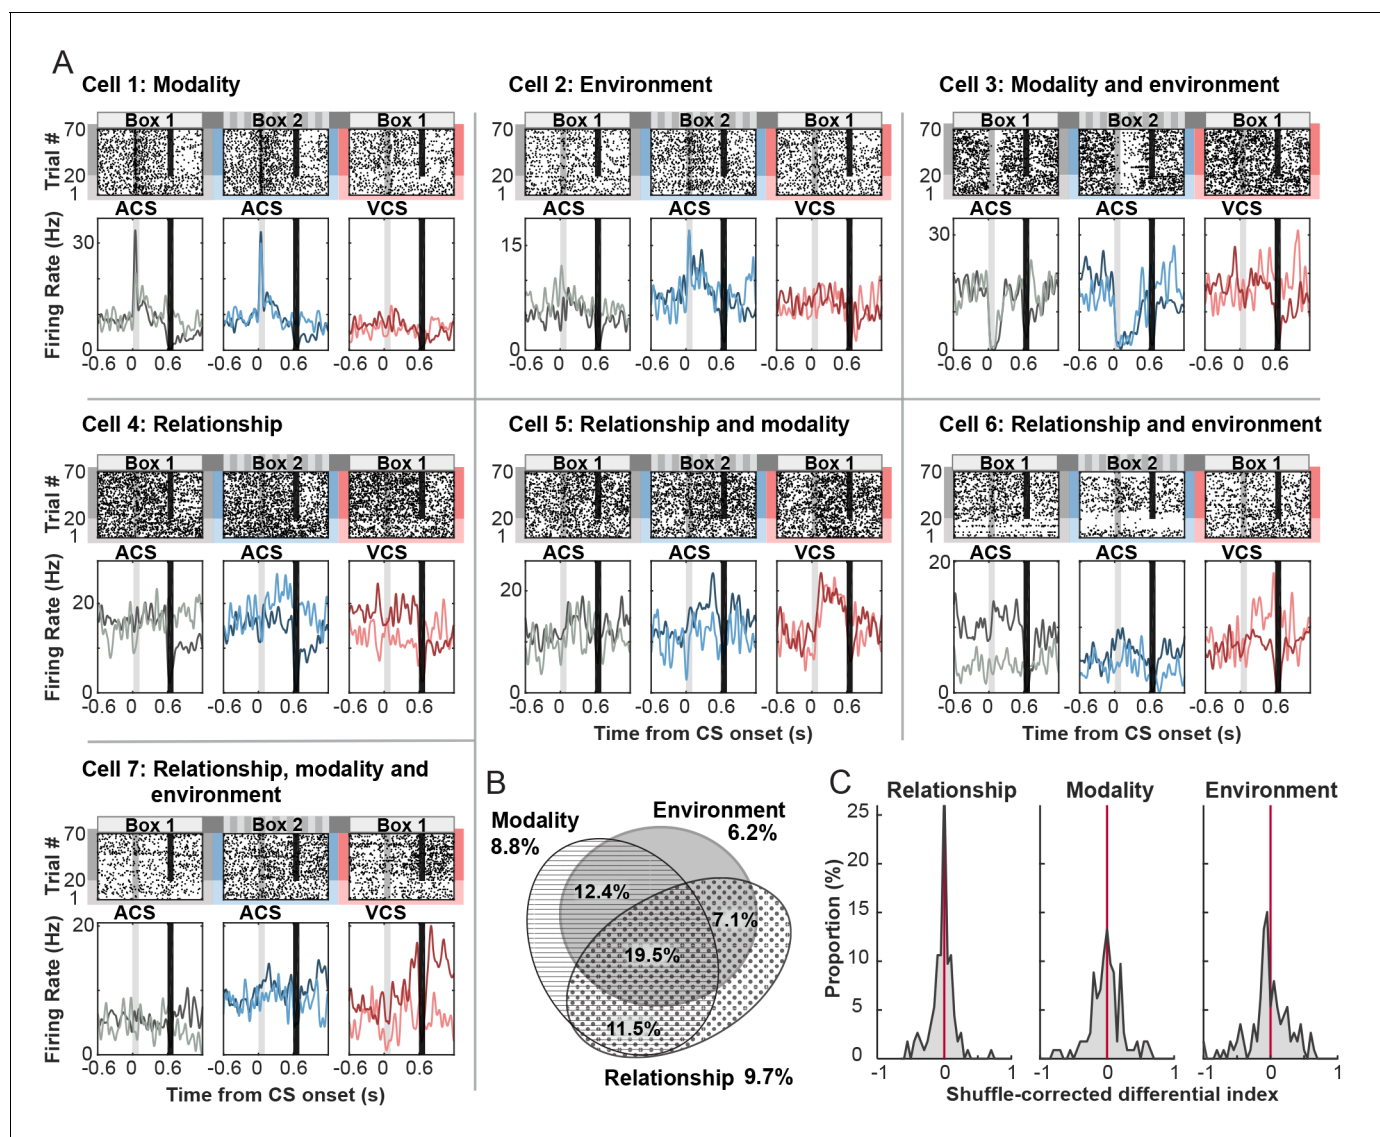 A
Cell 1: Modality
Box 1 Box 2 Box 1
Trial #
70
20
1
ACS ACS VCS
Firing Rate (Hz)
30
0
-0.6 0 0.6 -0.6 0 0.6 -0.6 0 0.6
Cell 2: Environment
Box 1 Box 2 Box 1
70
20
1
ACS ACS VCS
15
0
-0.6 0 0.6 -0.6 0 0.6 -0.6 0 0.6
Cell 3: Modality and environment
Box 1 Box 2 Box 1
70
20
1
ACS ACS VCS
30
0
-0.6 0 0.6 -0.6 0 0.6 -0.6 0 0.6
Cell 4: Relationship
Box 1 Box 2 Box 1
Trial #
70
20
1
ACS ACS VCS
Firing Rate (Hz)
20
0
-0.6 0 0.6 -0.6 0 0.6 -0.6 0 0.6
Cell 5: Relationship and modality
Box 1 Box 2 Box 1
70
20
1
ACS ACS VCS
20
0
-0.6 0 0.6 -0.6 0 0.6 -0.6 0 0.6
Time from CS onset (s)
Cell 6: Relationship and environment
Box 1 Box 2 Box 1
70
20
1
ACS ACS VCS
20
0
-0.6 0 0.6 -0.6 0 0.6 -0.6 0 0.6
Time from CS onset (s)
Cell 7: Relationship, modality and
environment
Box 1 Box 2 Box 1
Trial #
70
20
1
ACS ACS VCS
Firing Rate (Hz)
20
0
-0.6 0 0.6 -0.6 0 0.6 -0.6 0 0.6
Time from CS onset (s)
B
Modality
8.8%
Environment
6.2%
12.4%
7.1%
19.5%
11.5%
Relationship 9.7%
C
Relationship Modality Environment
Proportion (%)
25
20
15
10
5
0
-1 0 1 -1 0 1 -1 0 1
Shuffle-corrected differential index